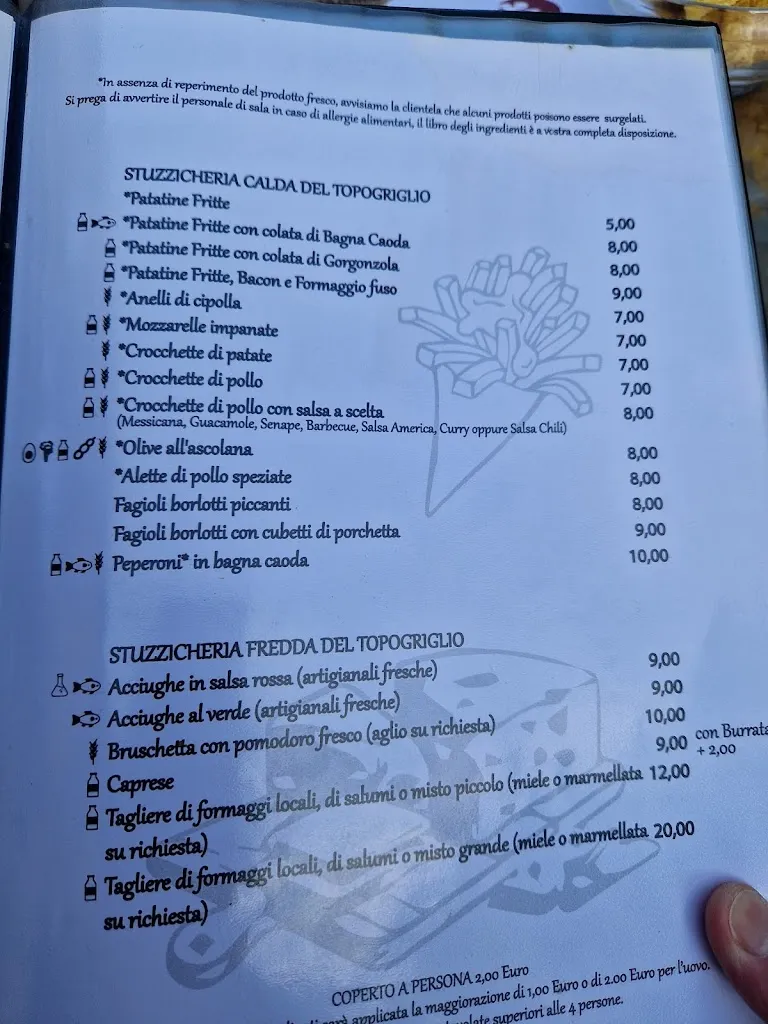 *In assenza di reperimento del prodotto fresco, avvisiamo la clientela che alcuni prodotti possono essere surgelati.
Si prega di avvertire il personale di sala in caso di allergie alimentari, il libro degli ingredienti è a vostra completa disposizione.
STUZZICHERIA CALDA DEL TOPOGRIGLIO
*Patatine Fritte 5,00
*Patatine Fritte con colata di Bagna Caoda 8,00
*Patatine Fritte con colata di Gorgonzola 8,00
*Patatine Fritte, Bacon e Formaggio fuso 9,00
*Anelli di cipolla 7,00
*Mozzarelle impanate 7,00
*Crocchette di patate 7,00
*Crocchette di pollo 7,00
*Crocchette di pollo con salsa a scelta 8,00
(Messicana, Guacamole, Senape, Barbecue, Salsa America, Curry oppure Salsa Chili)
*Olive all'ascolana 8,00
*Alette di pollo speziate 8,00
Fagioli borlotti piccanti 8,00
Fagioli borlotti con cubetti di porchetta 9,00
Peperoni* in bagna caoda 10,00
STUZZICHERIA FREDDA DEL TOPOGRIGLIO
Acciughe in salsa rossa (artigianali fresche) 9,00
Acciughe al verde (artigianali fresche) 9,00
Bruschetta con pomodoro fresco (aglio su richiesta) 10,00
Caprese 9,00 con Burrata + 2,00
Tagliere di formaggi locali, di salumi o misto piccolo (miele o marmellata 12,00
su richiesta)
Tagliere di formaggi locali, di salumi o misto grande (miele o marmellata 20,00
su richiesta)
COPERTO A PERSONA 2,00 Euro
applicata la maggiorazione di 1,00 Euro o di 2.00 Euro per l'uovo.
superiori alle 4 persone.